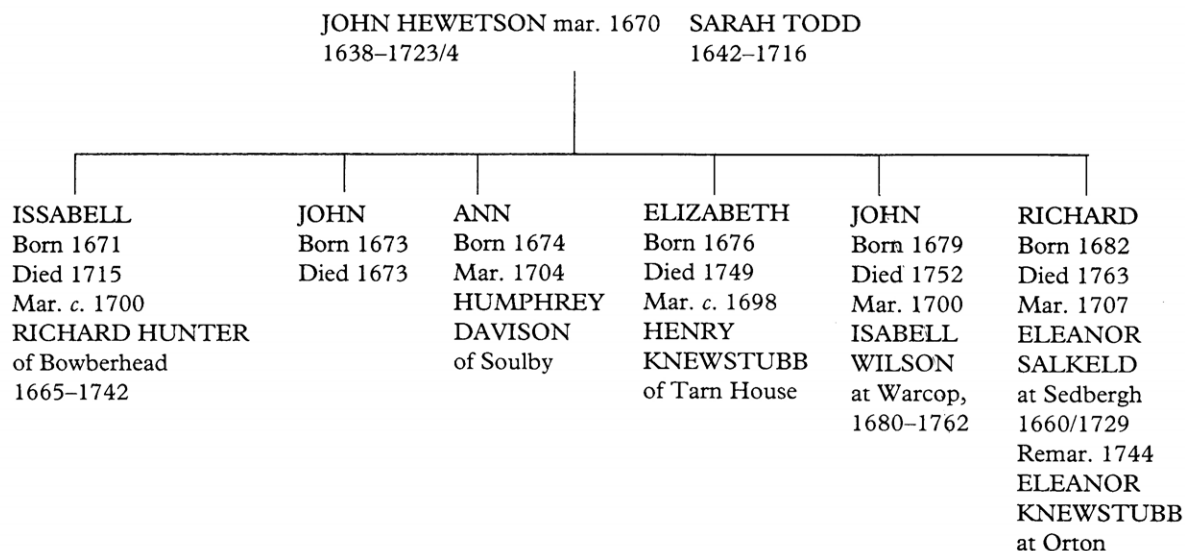 JOHN HEWETSON mar. 1670 SARAH TODD
1638–1723/4 1642–1716
ISSABELL
Born 1671
Died 1715
Mar. c. 1700
RICHARD HUNTER
of Bowberhead
1665–1742
JOHN
Born 1673
Died 1673
ANN
Born 1674
Mar. 1704
HUMPHREY
DAVISON
of Soulby
ELIZABETH
Born 1676
Died 1749
Mar. c. 1698
HENRY
KNEWSTUBB
of Tarn House
JOHN
Born 1679
Died 1752
Mar. 1700
ISABELL
WILSON
at Warcop,
1680–1762
RICHARD
Born 1682
Died 1763
Mar. 1707
ELEANOR
SALKELD
at Sedbergh
1660/1729
Remar. 1744
ELEANOR
KNEWSTUBB
at Orton